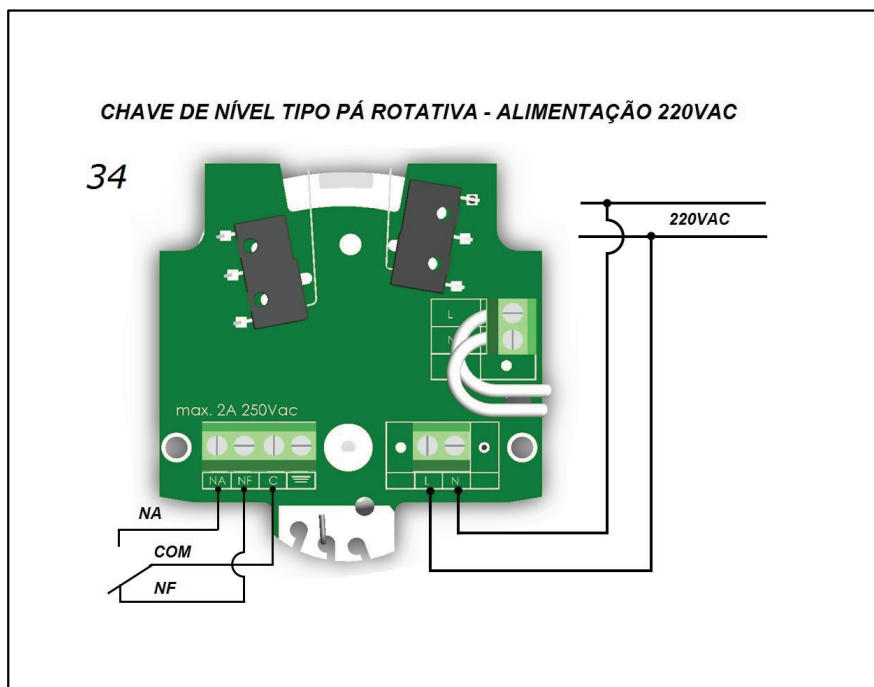 CHAVE DE NÍVEL TIPO PÁ ROTATIVA - ALIMENTAÇÃO 220VAC
34
220VAC
L
N
max. 2A 250Vac
NA NF C
L N
NA
COM
NF